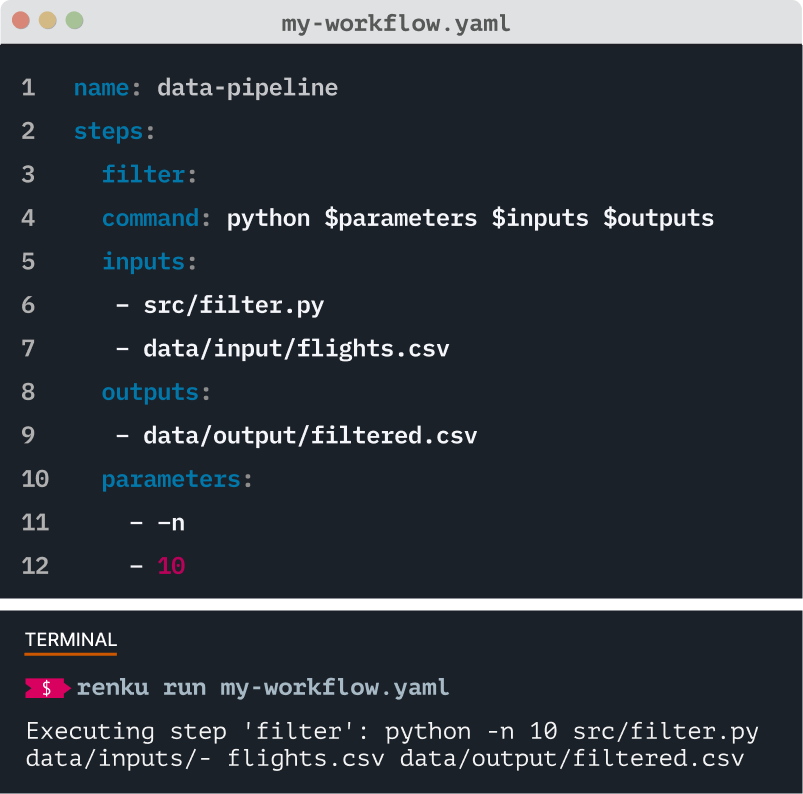 my-workflow.yaml
1 name: data-pipeline
2 steps:
3 filter:
4 command: python $parameters $inputs $outputs
5 inputs:
6 - src/filter.py
7 - data/input/flights.csv
8 outputs:
9 - data/output/filtered.csv
10 parameters:
11 - -n
12 - 10
TERMINAL
$ renku run my-workflow.yaml
Executing step 'filter': python -n 10 src/filter.py
data/inputs/- flights.csv data/output/filtered.csv